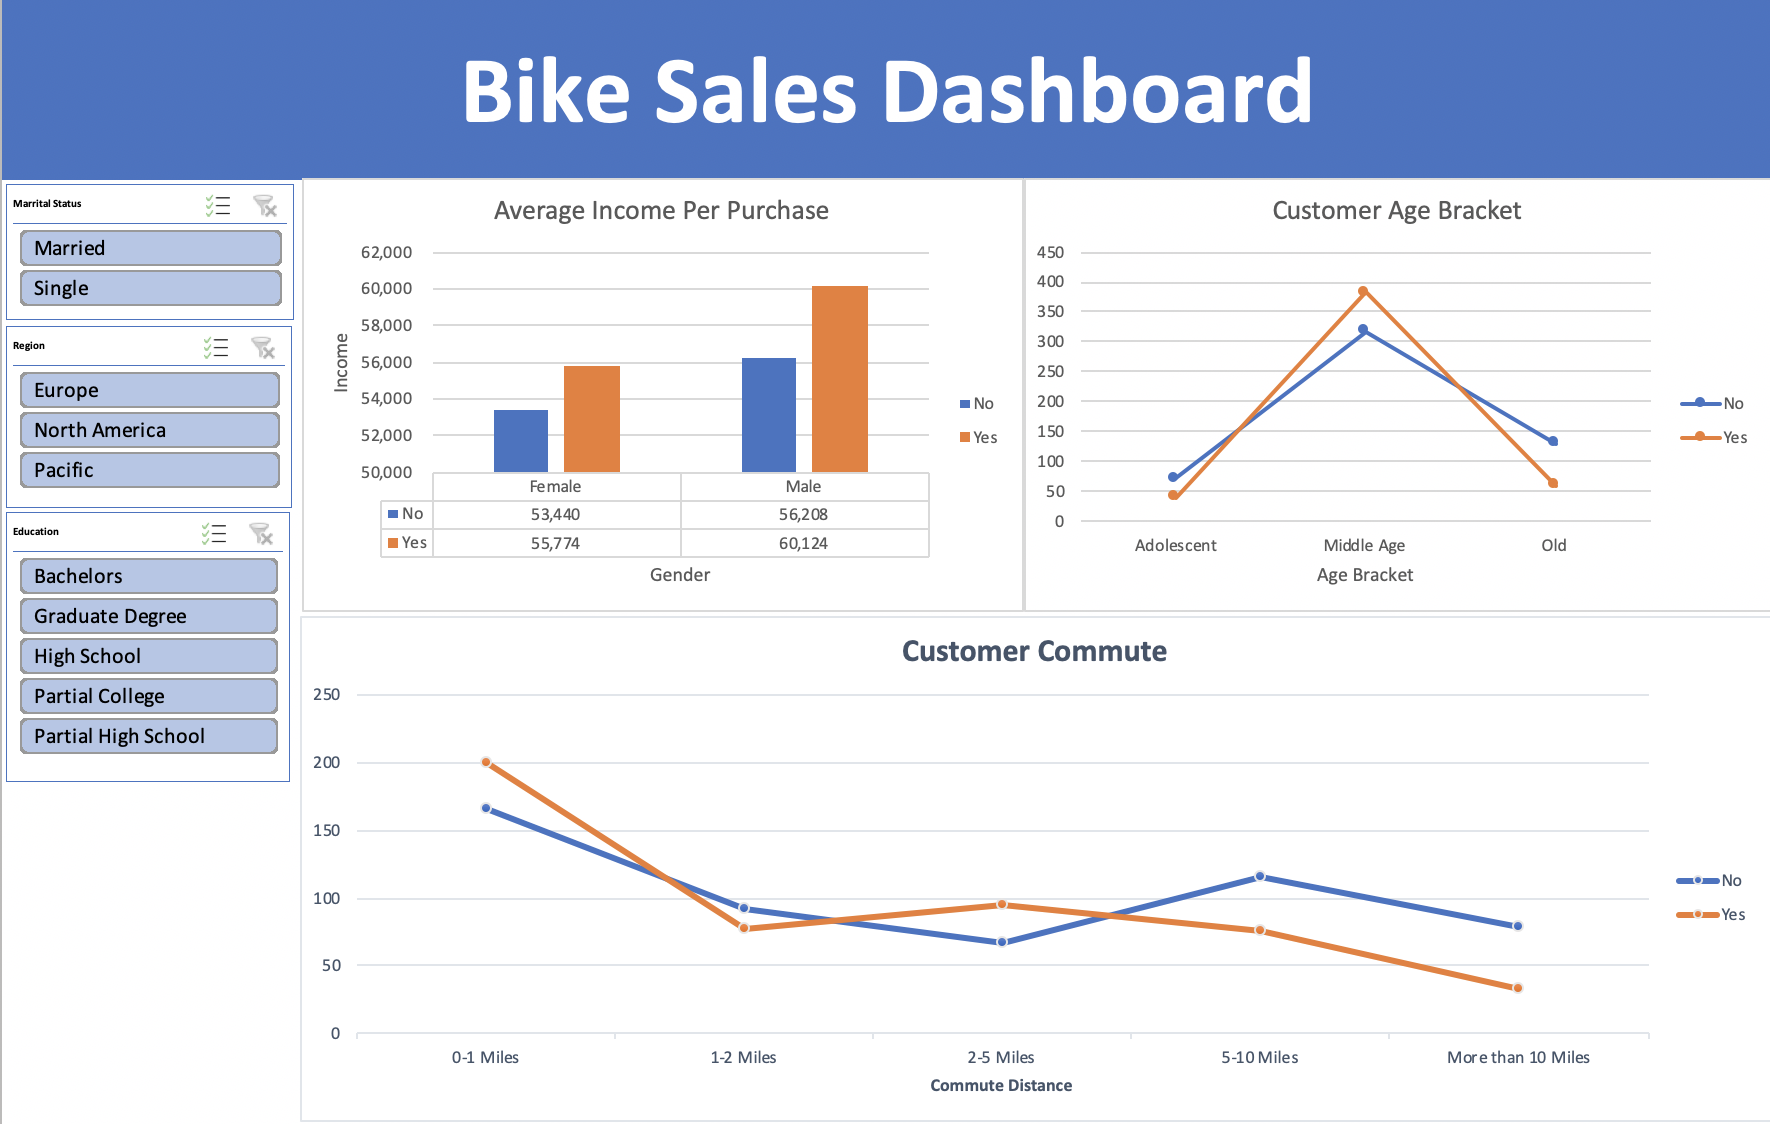 Bike Sales Dashboard
Marrital Status
Married
Single
Region
Europe
North America
Pacific
Education
Bachelors
Graduate Degree
High School
Partial College
Partial High School
Average Income Per Purchase
62,000
60,000
58,000
56,000
54,000
52,000
50,000
Income
Female Male
No 53,440 56,208
Yes 55,774 60,124
Gender
No
Yes
Customer Age Bracket
450
400
350
300
250
200
150
100
50
0
Adolescent Middle Age Old
Age Bracket
No
Yes
Customer Commute
250
200
150
100
50
0
0-1 Miles 1-2 Miles 2-5 Miles 5-10 Miles More than 10 Miles
Commute Distance
No
Yes